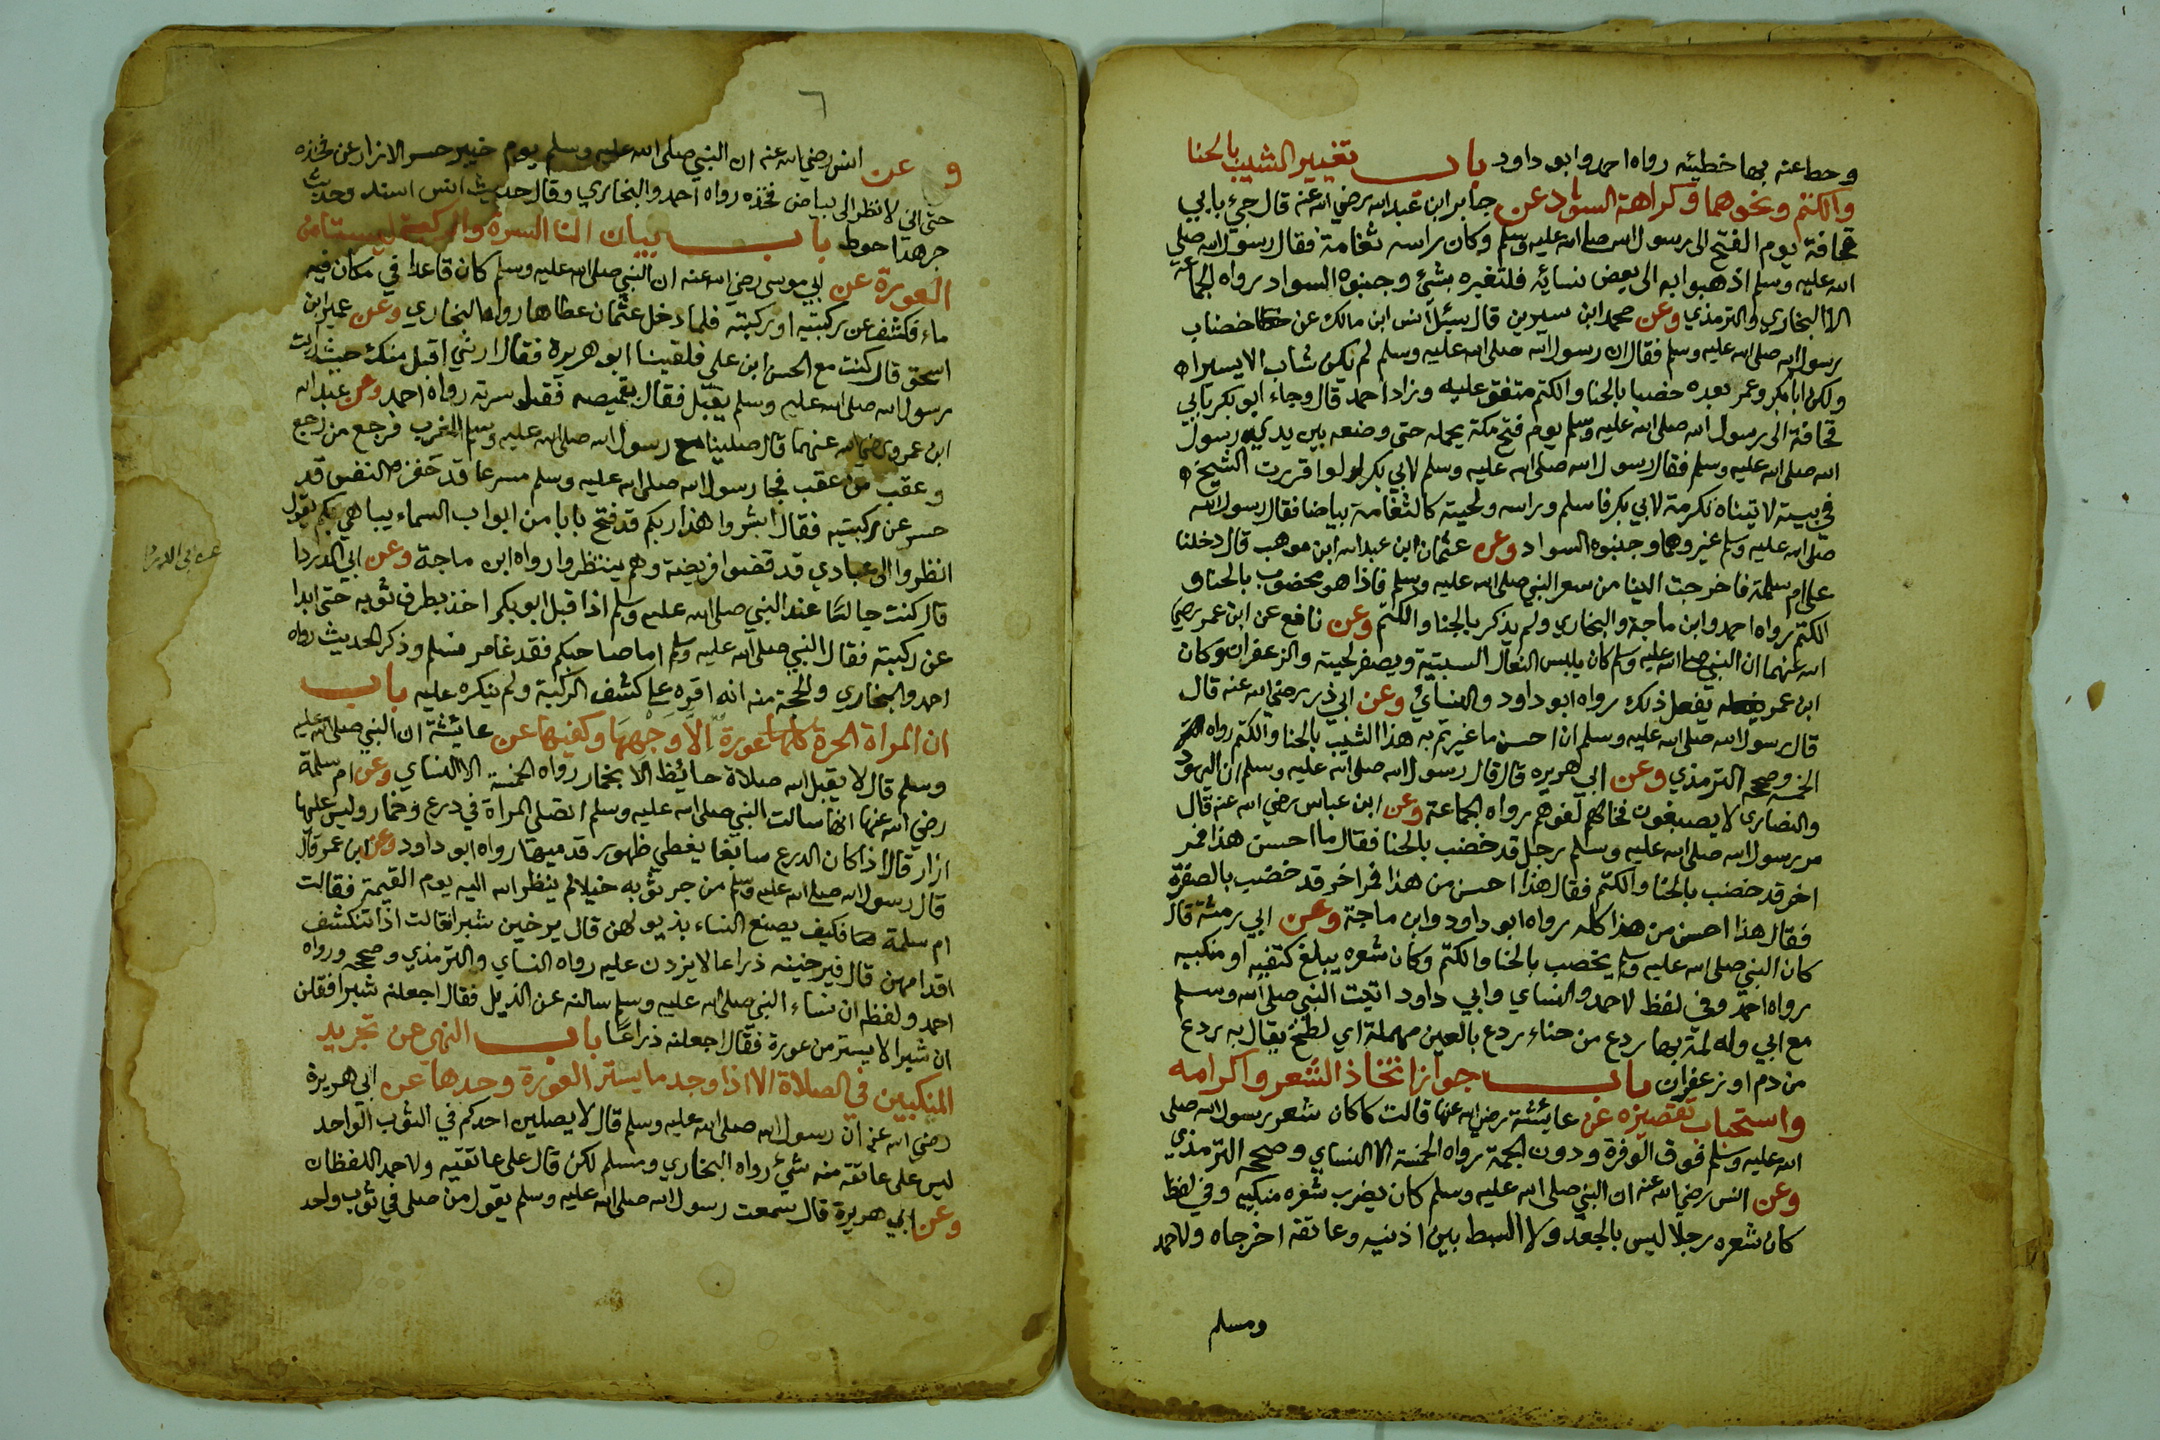 وحط عنه بها خطيئه رواه احمد وابو داود باب تغيير الشيب بالحنا
والكتم ونحوهما وكراهة السواد عن جابر ابن عبد الله رضي الله عنه قال جيء بابي
قحافة يوم الفتح الى رسول الله صلى الله عليه وسلم وكان راسه ثغامة فقال رسول الله صلى
الله عليه وسلم اذهبوا به الى بعض نسائه فلتغيره بشئ وجنبوه السواد رواه الجماعة
الا البخاري والترمذي وعن محمد ابن سيرين قال سئل انس ابن مالك عن خضاب
رسول الله صلى الله عليه وسلم فقال ان رسول الله صلى الله عليه وسلم لم يكن شاب الا يسيرا
ولكن ابا بكر وعمر بعده خضبا بالحنا والكتم متفق عليه وزاد احمد قال وجاء ابو بكر بابي
قحافة الى رسول الله صلى الله عليه وسلم يوم فتح مكة يحمله حتى وضعه بين يدي رسول
الله صلى الله عليه وسلم فقال رسول الله صلى الله عليه وسلم لابي بكر لو اقررت الشيخ
في بيته لاتيناه تكرمة لابي بكر فاسلم وراسه ولحيته كالثغامة بياضا فقال رسول الله
صلى الله عليه وسلم غيروهما وجنبوه السواد وعن عثمان ابن عبد الله ابن موهب قال دخلنا
على ام سلمة فاخرجت الينا من شعر النبي صلى الله عليه وسلم فاذا هو مخضوب بالحنا و
الكتم رواه احمد وابن ماجة والبخاري ولم يذكر بالحنا والكتم وعن نافع عن ابن عمر رضي
الله عنهما ان النبي صلى الله عليه وسلم كان يلبس النعال السبتية ويصفر لحيته والزعفران وكان
ابن عمر يفعل ذلك رواه ابو داود والنسائي وعن ابي ذر رضي الله عنه قال
قال رسول الله صلى الله عليه وسلم ان احسن ما غيرتم به هذا الشيب بالحنا والكتم رواه
الخمسة وصححه الترمذي وعن ابي هريره قال قال رسول الله صلى الله عليه وسلم ان اليهود
والنصارى لا يصبغون فخالفوهم رواه الجماعة وعن ابن عباس رضي الله عنه قال
مر برسول الله صلى الله عليه وسلم رجل قد خضب بالحنا فقال ما احسن هذا فمر
اخر قد خضب بالحنا والكتم فقال هذا احسن من هذا فمر اخر قد خضب بالصفرة
فقال هذا احسن من هذا كله رواه ابو داود وابن ماجة وعن ابي رمثة قال
كان النبي صلى الله عليه وسلم يخضب بالحنا والكتم وكان شعره يبلغ كتفيه او منكبيه
رواه احمد وفي لفظ لاحمد والنساي وابي داود اتيت النبي صلى الله وسلم
مع ابي وله لمة بها ردع من حناء ردع بالعين مهملة اي لطخ يقال به ردع
من دم او زعفران باب جواز اتخاذ الشعر واكرامه
واستحباب تقصيره عن عائشة رضي الله عنها قالت كان شعر رسول الله صلى
الله عليه وسلم فوق الوفرة ودون الجمة رواه الخمسة الا النساي وصححه الترمذي
وعن انس رضي الله عنه ان النبي صلى الله عليه وسلم كان يضرب شعره منكبيه وفي لفظ
كان شعره رجلا ليس بالجعد ولا السبط بين اذنيه وعاتقه اخرجاه ولاحمد
ومسلم
٦
وعن انس رضي الله عنه ان النبي صلى الله عليه وسلم يوم خيبر حسر الازار عن فخذه
حتى اني لانظر الى بياض فخذه رواه احمد والبخاري وقال حديث انس اسند وحديث
جرهد احوط باب بيان ان السرة والركبة ليستا من
العورة عن ابي موسى رضي الله عنه ان النبي صلى الله عليه وسلم كان قاعدا في مكان فيه
ماء فكشف عن ركبتيه او ركبته فلما دخل عثمان غطاها رواه البخاري وعن عمير ابن
اسحق قال كنت مع الحسن ابن علي فلقينا ابو هريرة فقال ارني اقبل منك حيث رايت
رسول الله صلى الله عليه وسلم يقبل فقال بقميصه فقبل سرته رواه احمد وعن عبد الله
ابن عمرو رضي الله عنهما قال صلينا مع رسول الله صلى الله عليه وسلم المغرب فرجع من رجع
وعقب من عقب فجا رسول الله صلى الله عليه وسلم مسرعا قد حفزه النفس قد
حسر عن ركبتيه فقال ابشروا هذا ربكم قد فتح بابا من ابواب السماء يباهي بكم يقول
انظروا الى عبادي قد قضوا فريضة وهم ينتظروا رواه ابن ماجة وعن ابي الدردا
قال كنت جالسا عند النبي صلى الله عليه وسلم اذ اقبل ابو بكر اخذ بطرف ثوبه حتى ابدا
عن ركبته فقال النبي صلى الله عليه وسلم اما صاحبكم فقد غامر فسلم وذكر الحديث رواه
احمد والبخاري والحجة منه انه اقره على كشف الركبة ولم ينكره عليه باب
ان المراة الحرة كلها عورة الا وجهها وكفيها عن عايشة ان النبي صلى الله عليه
وسلم قال لا يقبل الله صلاة حايض الا بخمار رواه الخمسة الا النساي وعن ام سلمة
رضي الله عنها انها سالت النبي صلى الله عليه وسلم اتصلي المراة في درع وخمار وليس عليها
ازار قال اذا كان الدرع سابغا يغطي ظهور قدميها رواه ابو داود وعن ابن عمر قال
قال رسول الله صلى الله عليه وسلم من جر ثوبه خيلا لم ينظر الله اليه يوم القيمة فقالت
ام سلمة فكيف يصنع النساء بذيولهن قال يرخين شبرا قالت اذا تنكشف
اقدامهن قال فيرخينه ذراعا لا يزدن عليه رواه النساي والترمذي وصححه ورواه
احمد ولفظه ان نساء النبي صلى الله عليه وسلم سالنه عن الذيل فقال اجعلنه شبرا فقلن
ان شبرا لا يستر من عورة فقال اجعلنه ذراعا باب النهي عن تجريد
المنكبين في الصلاة الا اذا وجد ما يستر العورة وحدها عن ابي هريرة
رضي الله عنه ان رسول الله صلى الله عليه وسلم قال لا يصلين احدكم في الثوب الواحد
ليس على عاتقه منه شيء رواه البخاري ومسلم لكن قال على عاتقيه ولاحمد اللفظان
وعن ابي هريرة قال سمعت رسول الله صلى الله عليه وسلم يقول من صلى في ثوب واحد
عن ابي الدردا